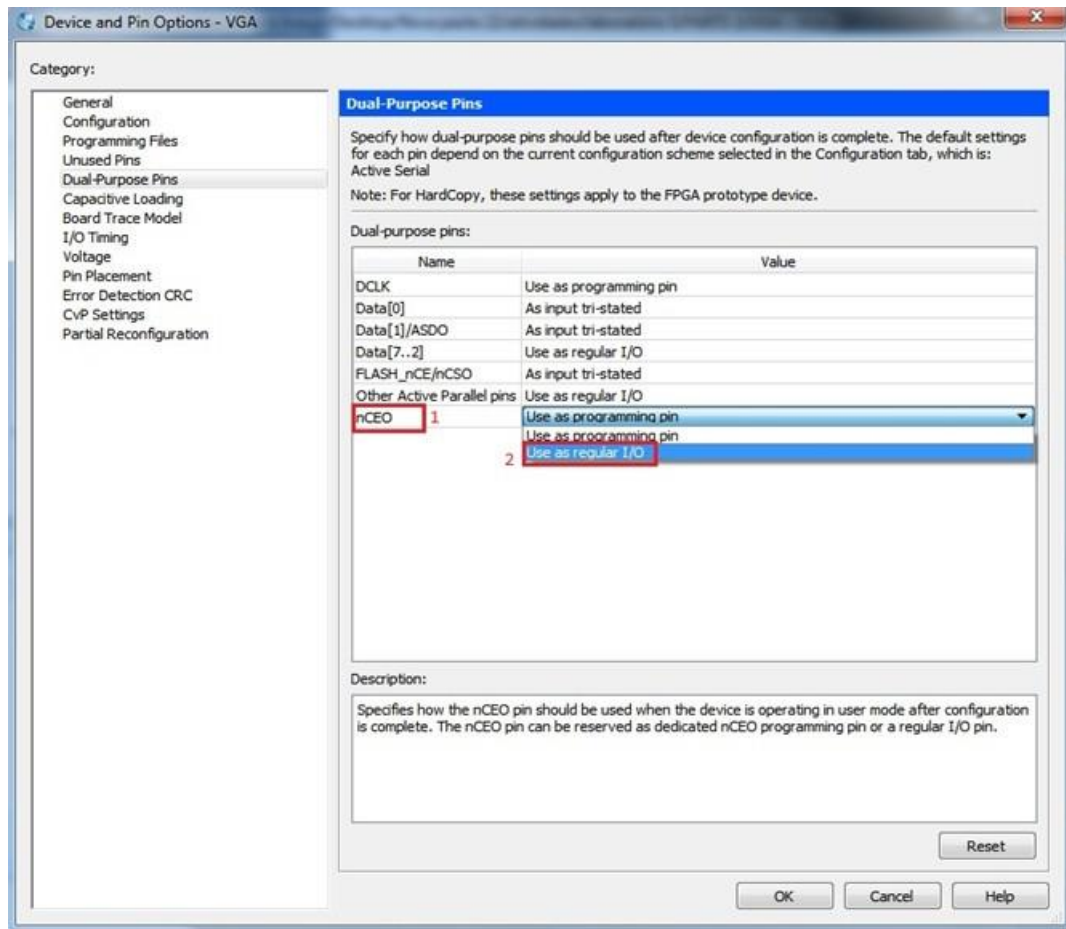 Device and Pin Options - VGA
Category:
General
Configuration
Programming Files
Unused Pins
Dual-Purpose Pins
Capacitive Loading
Board Trace Model
I/O Timing
Voltage
Pin Placement
Error Detection CRC
CvP Settings
Partial Reconfiguration
Dual-Purpose Pins
Specify how dual-purpose pins should be used after device configuration is complete. The default settings
for each pin depend on the current configuration scheme selected in the Configuration tab, which is:
Active Serial
Note: For HardCopy, these settings apply to the FPGA prototype device.
Dual-purpose pins:
Name Value
DCLK Use as programming pin
Data[0] As input tri-stated
Data[1]/ASDO As input tri-stated
Data[7..2] Use as regular I/O
FLASH_nCE/nCSO As input tri-stated
Other Active Parallel pins Use as regular I/O
nCEO 1 Use as programming pin
Use as programming pin
2 Use as regular I/O
Description:
Specifies how the nCEO pin should be used when the device is operating in user mode after configuration
is complete. The nCEO pin can be reserved as dedicated nCEO programming pin or a regular I/O pin.
Reset
OK Cancel Help